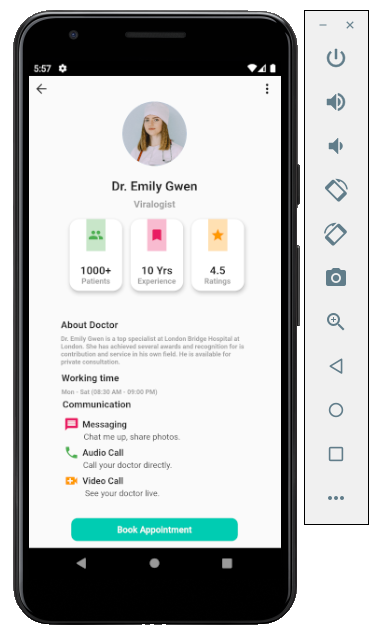 5:57
Dr. Emily Gwen
Viralogist
1000+ 10 Yrs 4.5
Patients Experience Ratings
About Doctor
Dr. Emily Gwen is a top specialist at London Bridge Hospital at
London. She has achieved several awards and recognition for is
contribution and service in his own field. He is available for
private consultation.
Working time
Mon - Sat (08:30 AM - 09:00 PM)
Communication
Messaging
Chat me up, share photos.
Audio Call
Call your doctor directly.
Video Call
See your doctor live.
Book Appointment